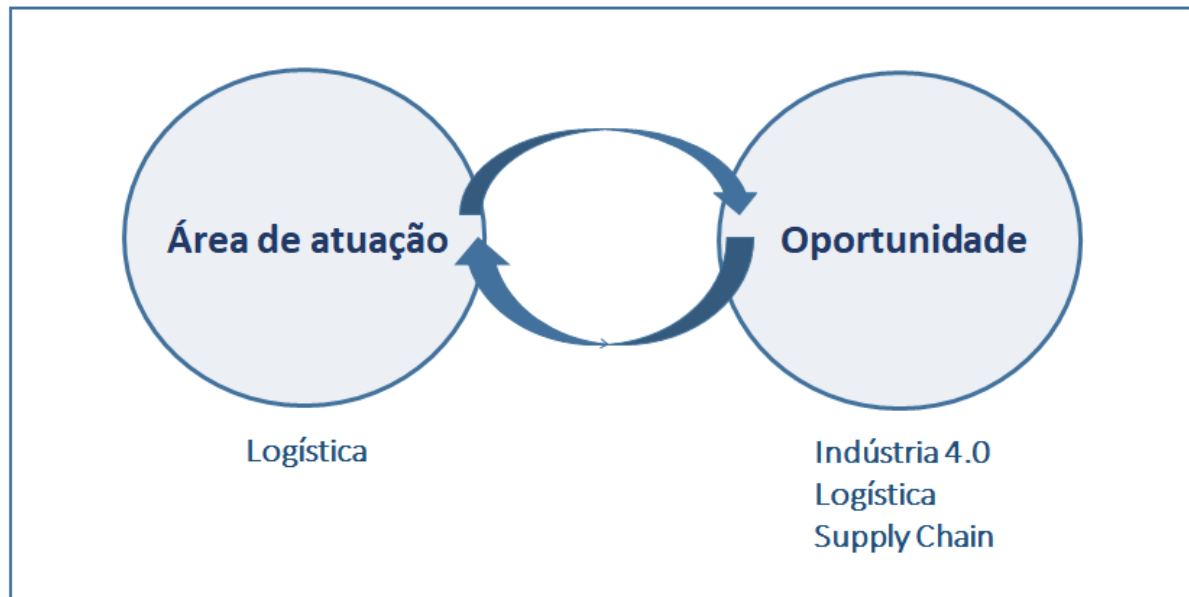 Área de atuação
Oportunidade
Logística
Indústria 4.0
Logística
Supply Chain